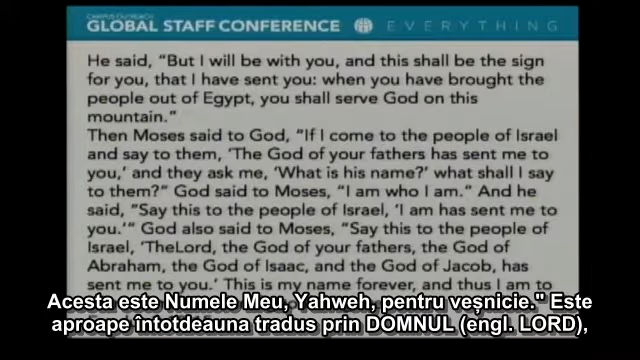 CAMPUS OUTREACH
GLOBAL STAFF CONFERENCE EVERYTHING
He said, “But I will be with you, and this shall be the sign
for you, that I have sent you: when you have brought the
people out of Egypt, you shall serve God on this
mountain.”
Then Moses said to God, “If I come to the people of Israel
and say to them, ‘The God of your fathers has sent me to
you,’ and they ask me, ‘What is his name?’ what shall I say
to them?” God said to Moses, “I am who I am.” And he
said, “Say this to the people of Israel, ‘I am has sent me to
you.’” God also said to Moses, “Say this to the people of
Israel, ‘TheLord, the God of your fathers, the God of
Abraham, the God of Isaac, and the God of Jacob, has
sent me to you.’ This is my name forever, and thus I am to
Acesta este Numele Meu, Yahweh, pentru veșnicie." Este
aproape întotdeauna tradus prin DOMNUL (engl. LORD),